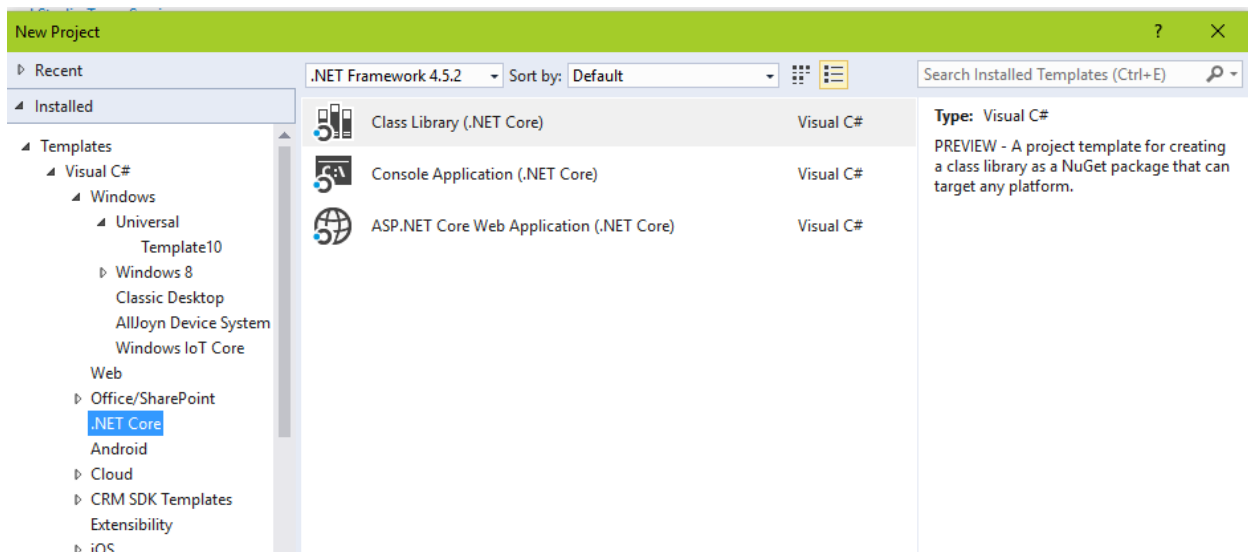 New Project
?
Recent
.NET Framework 4.5.2
Sort by: Default
Search Installed Templates (Ctrl+E)
Installed
Templates
Visual C#
Windows
Universal
Template10
Windows 8
Classic Desktop
AllJoyn Device System
Windows IoT Core
Web
Office/SharePoint
.NET Core
Android
Cloud
CRM SDK Templates
Extensibility
iOS
Class Library (.NET Core) Visual C#
Console Application (.NET Core) Visual C#
ASP.NET Core Web Application (.NET Core) Visual C#
Type: Visual C#
PREVIEW - A project template for creating
a class library as a NuGet package that can
target any platform.